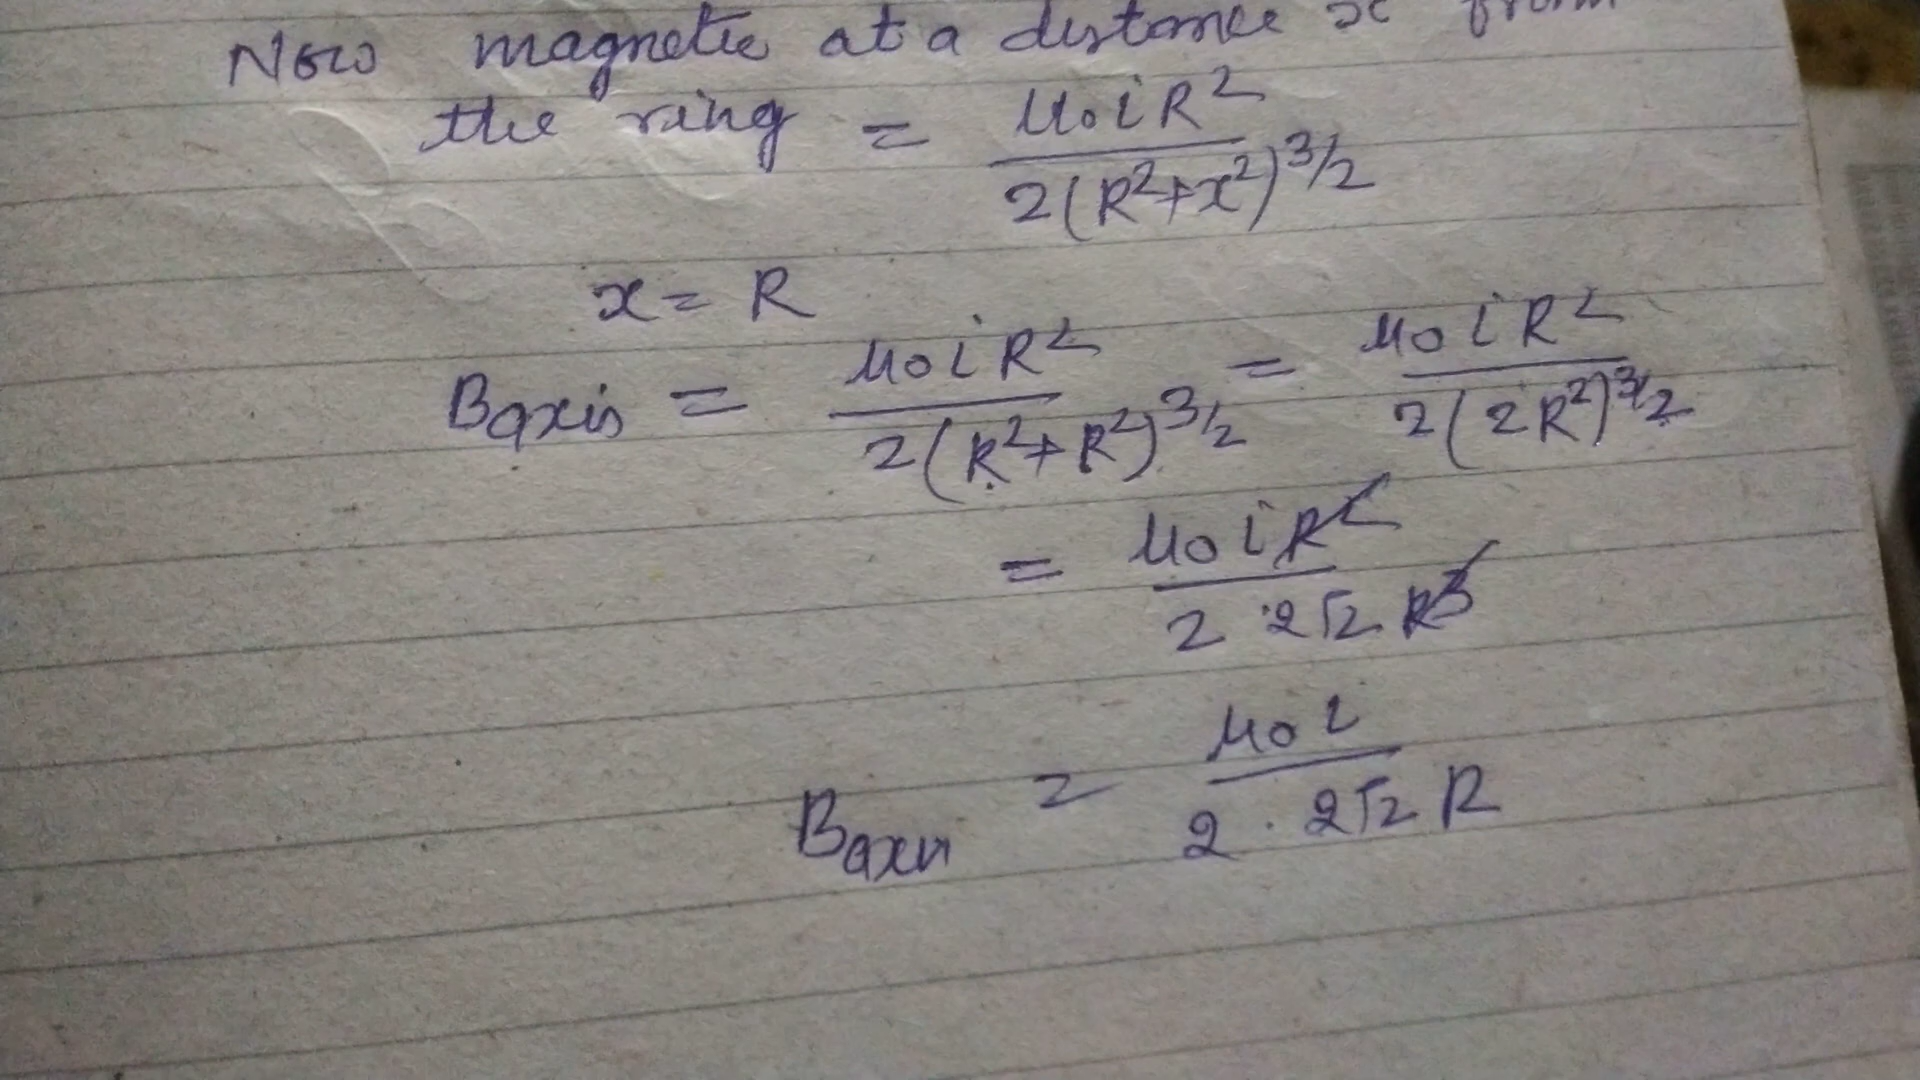 Now magnetic at a distance x from
the ring = μ₀iR² / 2(R²+x²)^3/2
x = R
Baxis = μ₀iR² / 2(R²+R²)^3/2 = μ₀iR² / 2(2R²)^3/2
= μ₀iR² / 2 · 2√2 R³
Baxis = μ₀i / 2 · 2√2 R